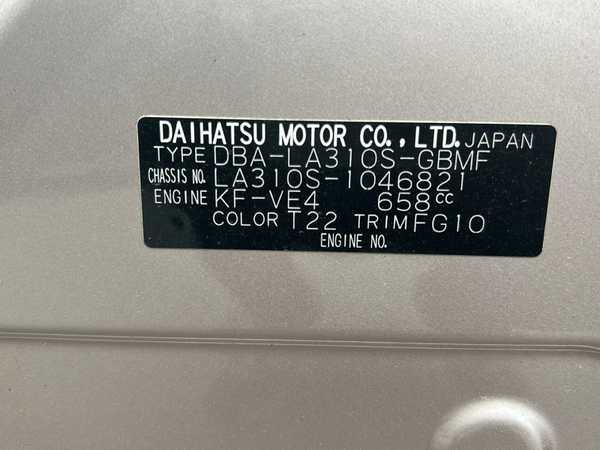 DAIHATSU MOTOR CO., LTD. JAPAN
TYPE DBA-LA310S-GBMF
CHASSIS NO. LA310S-1046821
ENGINE KF-VE4 658cc
COLOR T22 TRIM FG10
ENGINE NO.